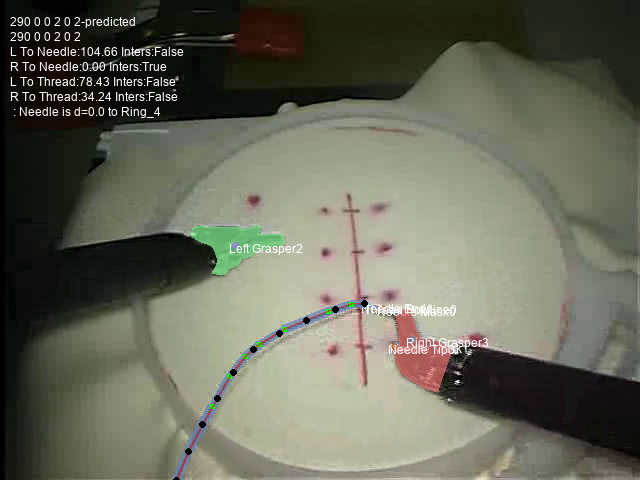 290 0 0 2 0 2-predicted
290 0 0 2 0 2
L To Needle:104.66 Inters:False
R To Needle:0.00 Inters:True
L To Thread:78.43 Inters:False
R To Thread:34.24 Inters:False
: Needle is d=0.0 to Ring_4
Left Grasper2
Right Grasper3